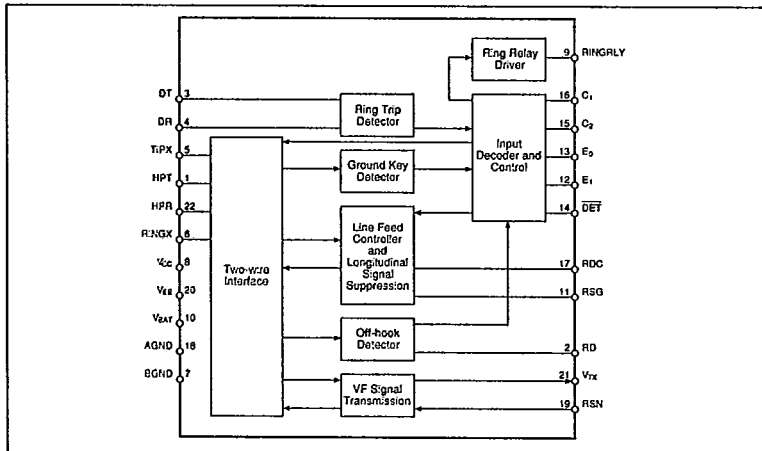 Ring Relay
Driver
9 RINGRLY
DT 3
DR 4
Ring Trip
Detector
16 C1
15 C2
Input
Decoder and
Control
13 E0
12 E1
14 DET
TIPX 5
HPT 1
HPR 22
RINGX 6
VCC 8
VEE 20
VBAT 10
AGND 18
BGND 7
Two-wire
Interface
Ground Key
Detector
Line Feed
Controller
and
Longitudinal
Signal
Suppression
17 RDC
11 RSG
Off-hook
Detector
2 RD
VF Signal
Transmission
21 VTX
19 RSN